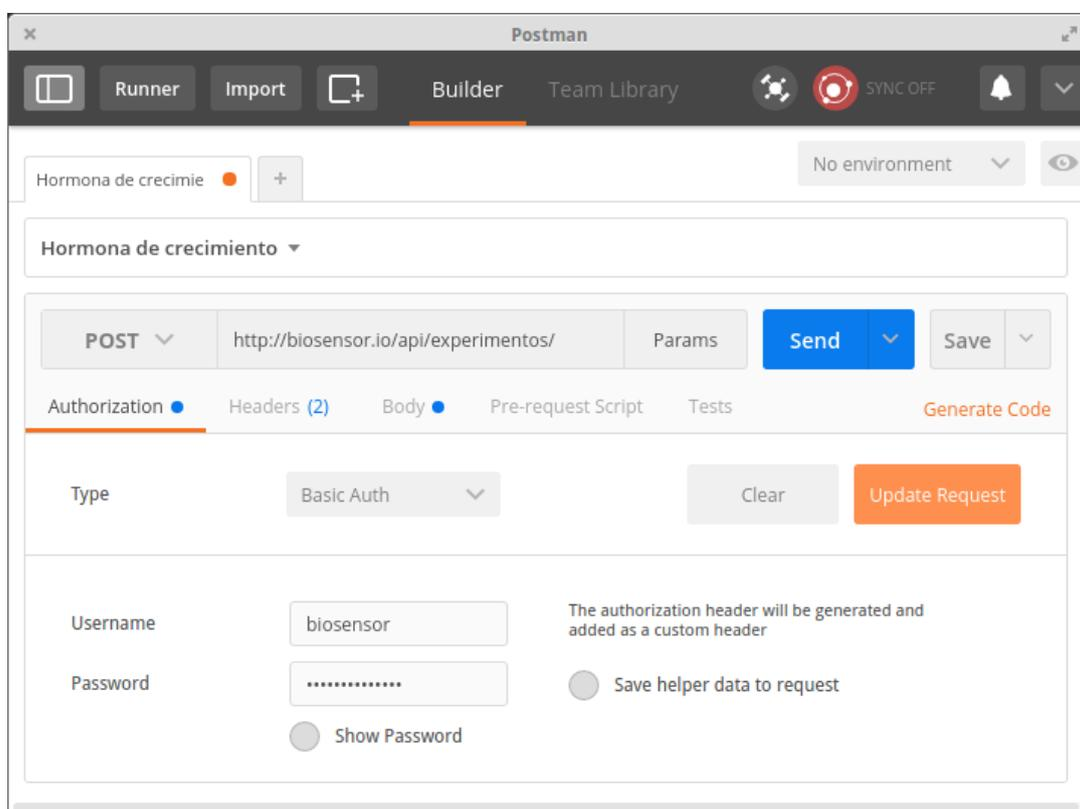 Postman
Runner Import Builder Team Library SYNC OFF
Hormona de crecimie No environment
Hormona de crecimiento
POST http://biosensor.io/api/experimentos/ Params Send Save
Authorization Headers (2) Body Pre-request Script Tests Generate Code
Type Basic Auth Clear Update Request
Username biosensor The authorization header will be generated and
added as a custom header
Password •••••••••••••• Save helper data to request
Show Password